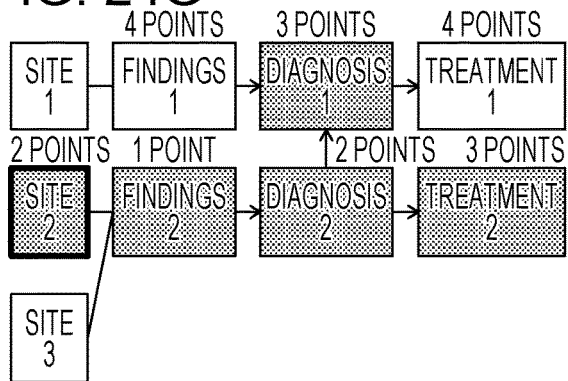 4 POINTS 3 POINTS 4 POINTS
SITE FINDINGS DIAGNOSIS TREATMENT
1 1 1 1
2 POINTS 1 POINT 2 POINTS 3 POINTS
SITE FINDINGS DIAGNOSIS TREATMENT
2 2 2 2
SITE
3